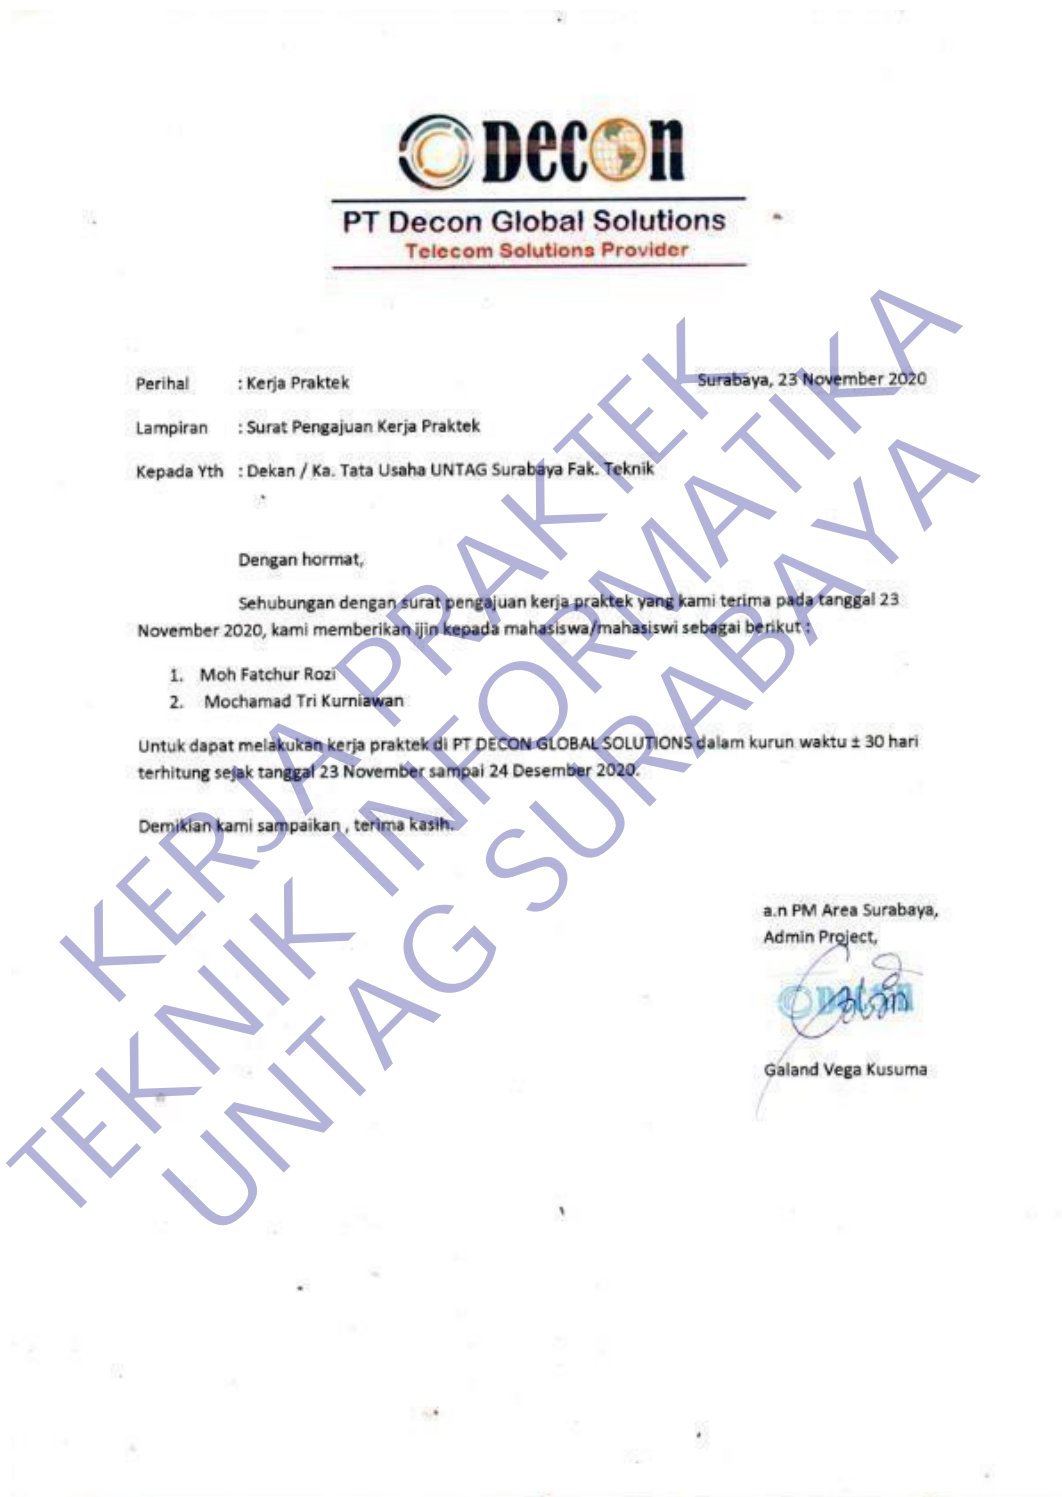 Decon
PT Decon Global Solutions
Telecom Solutions Provider
Perihal : Kerja Praktek Surabaya, 23 November 2020
Lampiran : Surat Pengajuan Kerja Praktek
Kepada Yth : Dekan / Ka. Tata Usaha UNTAG Surabaya Fak. Teknik
Dengan hormat,
Sehubungan dengan surat pengajuan kerja praktek yang kami terima pada tanggal 23
November 2020, kami memberikan ijin kepada mahasiswa/mahasiswi sebagai berikut :
1. Moh Fatchur Rozi
2. Mochamad Tri Kurniawan
Untuk dapat melakukan kerja praktek di PT DECON GLOBAL SOLUTIONS dalam kurun waktu ± 30 hari
terhitung sejak tanggal 23 November sampai 24 Desember 2020.
Demikian kami sampaikan , terima kasih.
a.n PM Area Surabaya,
Admin Project,
Decon
Galand Vega Kusuma
KERJA PRAKTEK
TEKNIK INFORMATIKA
UNTAG SURABAYA